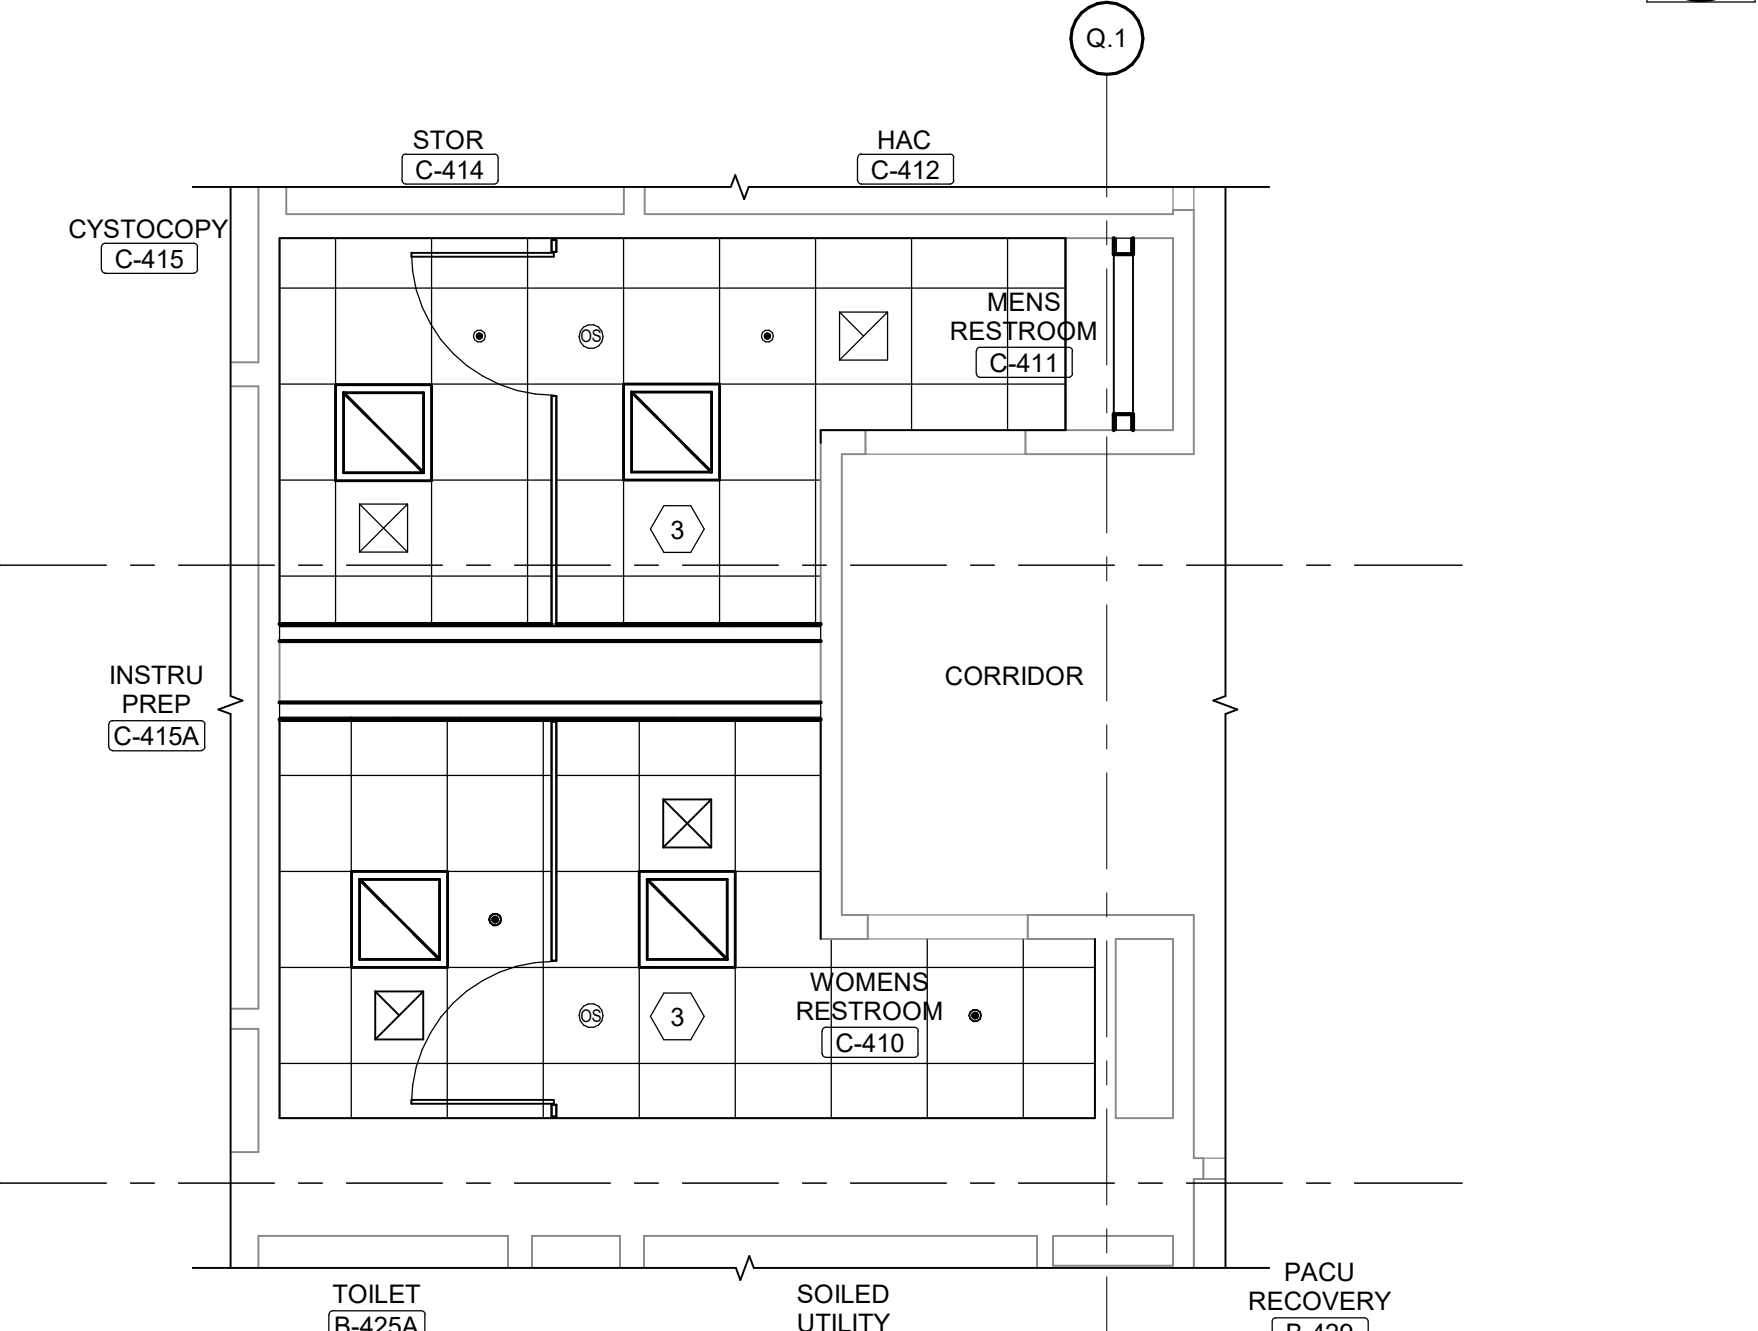 Q.1
STOR
C-414
HAC
C-412
CYSTOCOPY
C-415
MENS
RESTROOM
C-411
OS
3
INSTRU
PREP
C-415A
CORRIDOR
WOMENS
RESTROOM
C-410
OS
3
TOILET
B-425A
SOILED
UTILITY
PACU
RECOVERY